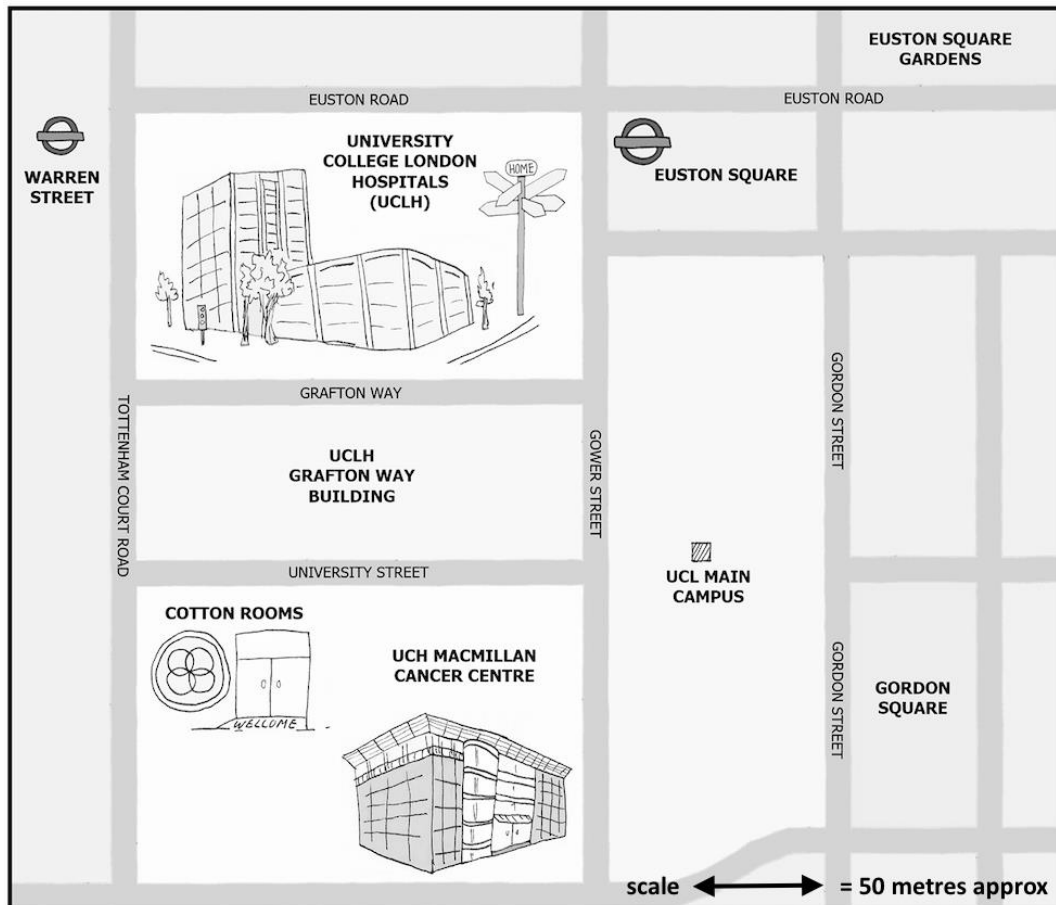 EUSTON SQUARE
GARDENS
EUSTON ROAD
EUSTON ROAD
WARREN
STREET
UNIVERSITY
COLLEGE LONDON
HOSPITALS
(UCLH)
HOME
EUSTON SQUARE
GRAFTON WAY
TOTTENHAM COURT ROAD
UCLH
GRAFTON WAY
BUILDING
GOWER STREET
GORDON STREET
UNIVERSITY STREET
UCL MAIN
CAMPUS
COTTON ROOMS
WELLOME
UCH MACMILLAN
CANCER CENTRE
GORDON STREET
GORDON
SQUARE
scale = 50 metres approx